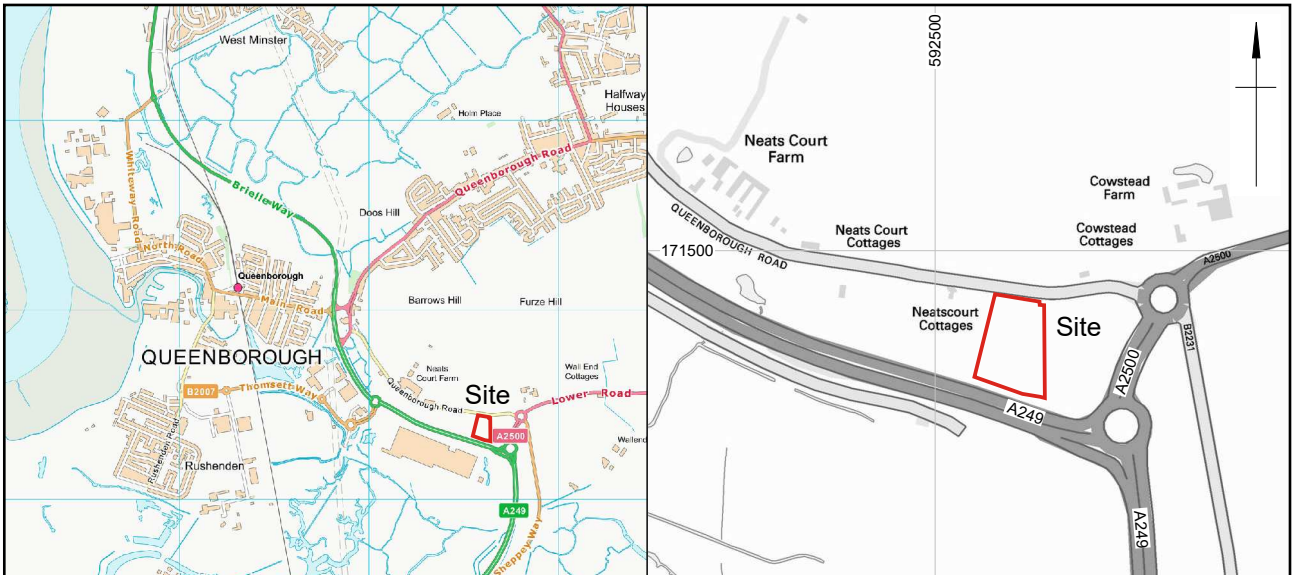 West Minster
Halfway
Houses
Holm Place
Whiteway Road
Brielle Way
Queenborough Road
Doos Hill
North Road
Queenborough
Main Road
Barrows Hill
Furze Hill
QUEENBOROUGH
Neats
Court Farm
Wall End
Cottages
B2007
Thomsett Way
Queenborough Road
Site
Lower Road
A2500
Rushenden Road
Rushenden
Wallend
A249
Sheppey Way
592500
Neats Court
Farm
Cowstead
Farm
QUEENBOROUGH ROAD
Neats Court
Cottages
Cowstead
Cottages
171500
A2500
Neatscourt
Cottages
Site
B2231
A2500
A249
A249